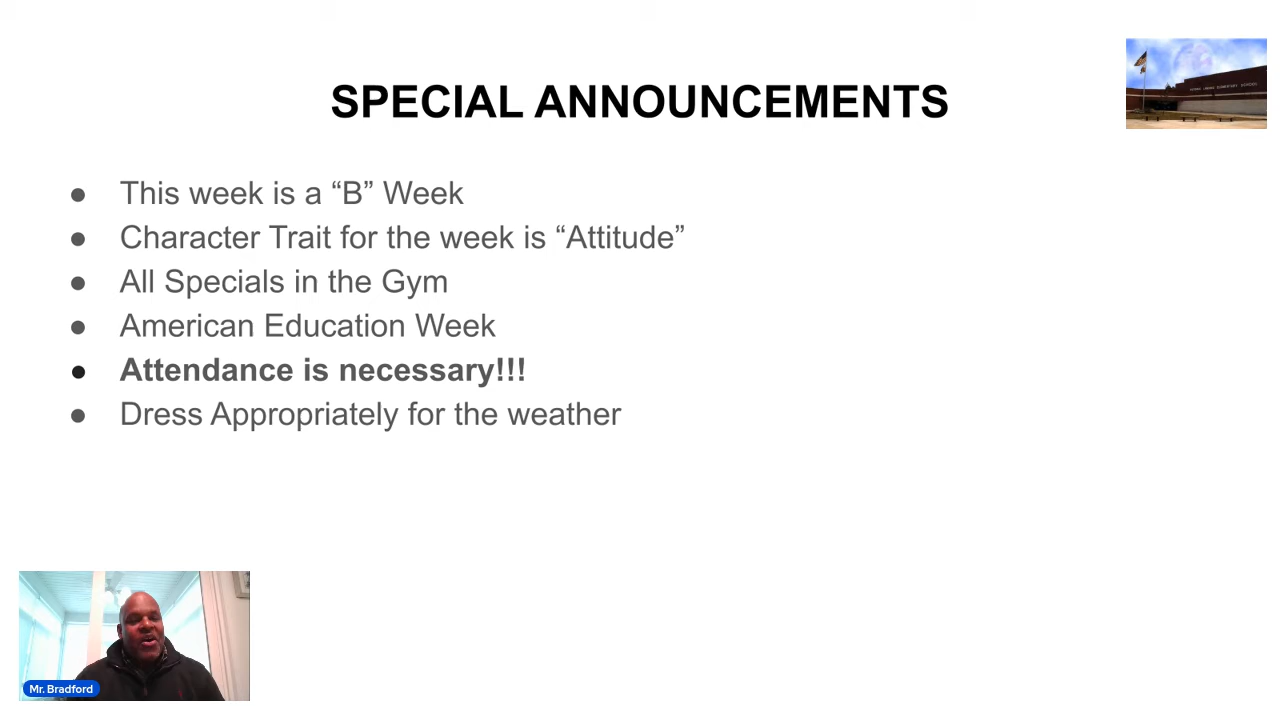 SPECIAL ANNOUNCEMENTS
● This week is a “B” Week
● Character Trait for the week is “Attitude”
● All Specials in the Gym
● American Education Week
● Attendance is necessary!!!
● Dress Appropriately for the weather
Mr. Bradford